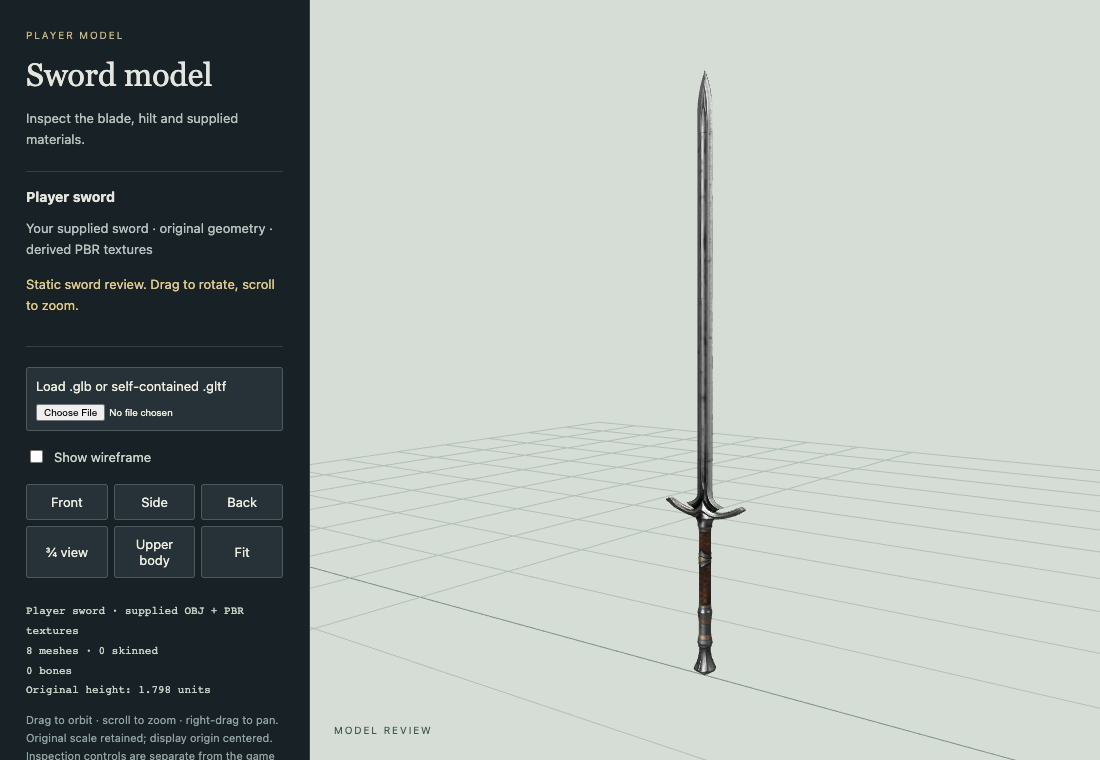 PLAYER MODEL
Sword model
Inspect the blade, hilt and supplied
materials.
Player sword
Your supplied sword · original geometry ·
derived PBR textures
Static sword review. Drag to rotate, scroll
to zoom.
Load .glb or self-contained .gltf
Choose File No file chosen
Show wireframe
Front Side Back
¾ view Upper body Fit
Player sword · supplied OBJ + PBR
textures
8 meshes · 0 skinned
0 bones
Original height: 1.798 units
Drag to orbit · scroll to zoom · right-drag to pan.
Original scale retained; display origin centered.
Inspection controls are separate from the game
MODEL REVIEW